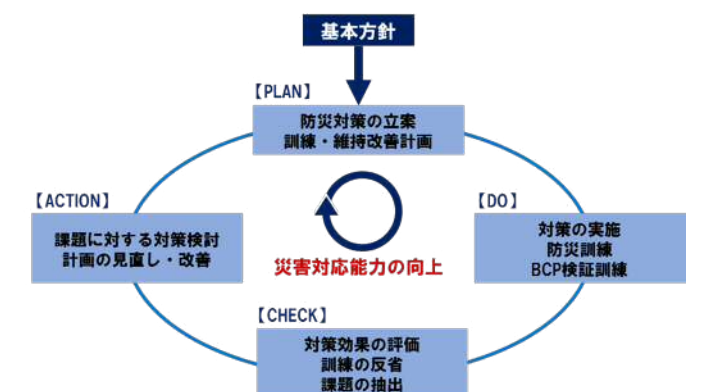 基本方針
【PLAN】
防災対策の立案
訓練・維持改善計画
【ACTION】
課題に対する対策検討
計画の見直し・改善
【DO】
対策の実施
防災訓練
BCP検証訓練
災害対応能力の向上
【CHECK】
対策効果の評価
訓練の反省
課題の抽出